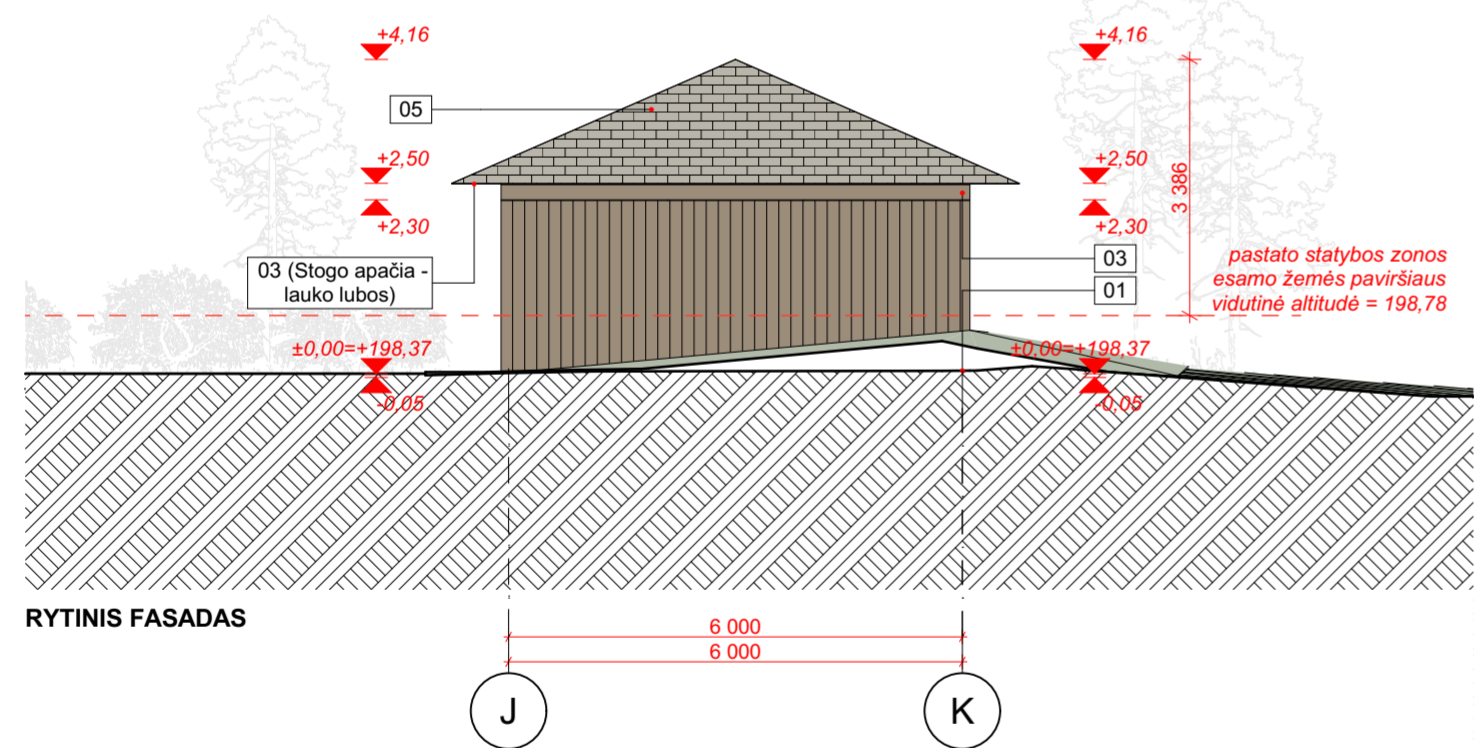 +4,16
+4,16
05
+2,50
+2,50
3 386
+2,30
+2,30
03 (Stogo apačia -
lauko lubos)
03
01
pastato statybos zonos
esamo žemės paviršiaus
vidutinė altitudė = 198,78
±0,00=+198,37
±0,00=+198,37
-0,05
-0,05
RYTINIS FASADAS
6 000
6 000
J
K